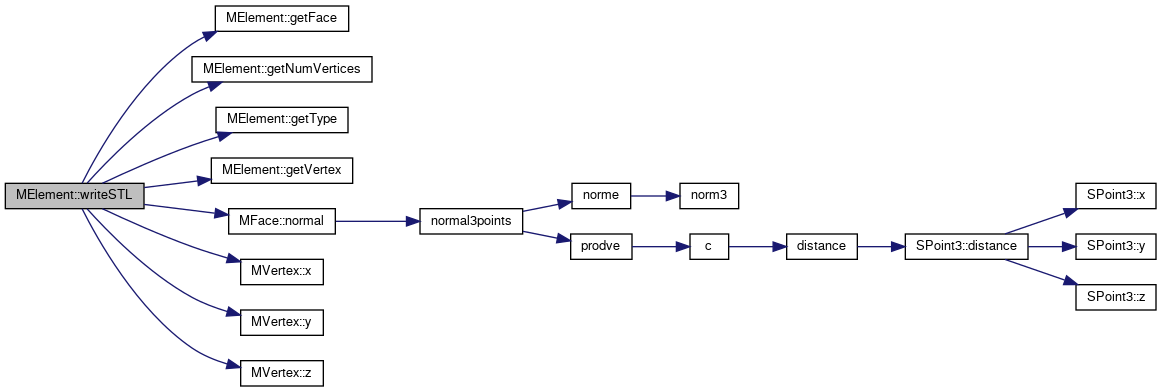 MElement::getFace
MElement::getNumVertices
MElement::getType
MElement::getVertex
MElement::writeSTL
MFace::normal
normal3points
norme
norm3
prodve
c
distance
SPoint3::distance
SPoint3::x
SPoint3::y
SPoint3::z
MVertex::x
MVertex::y
MVertex::z